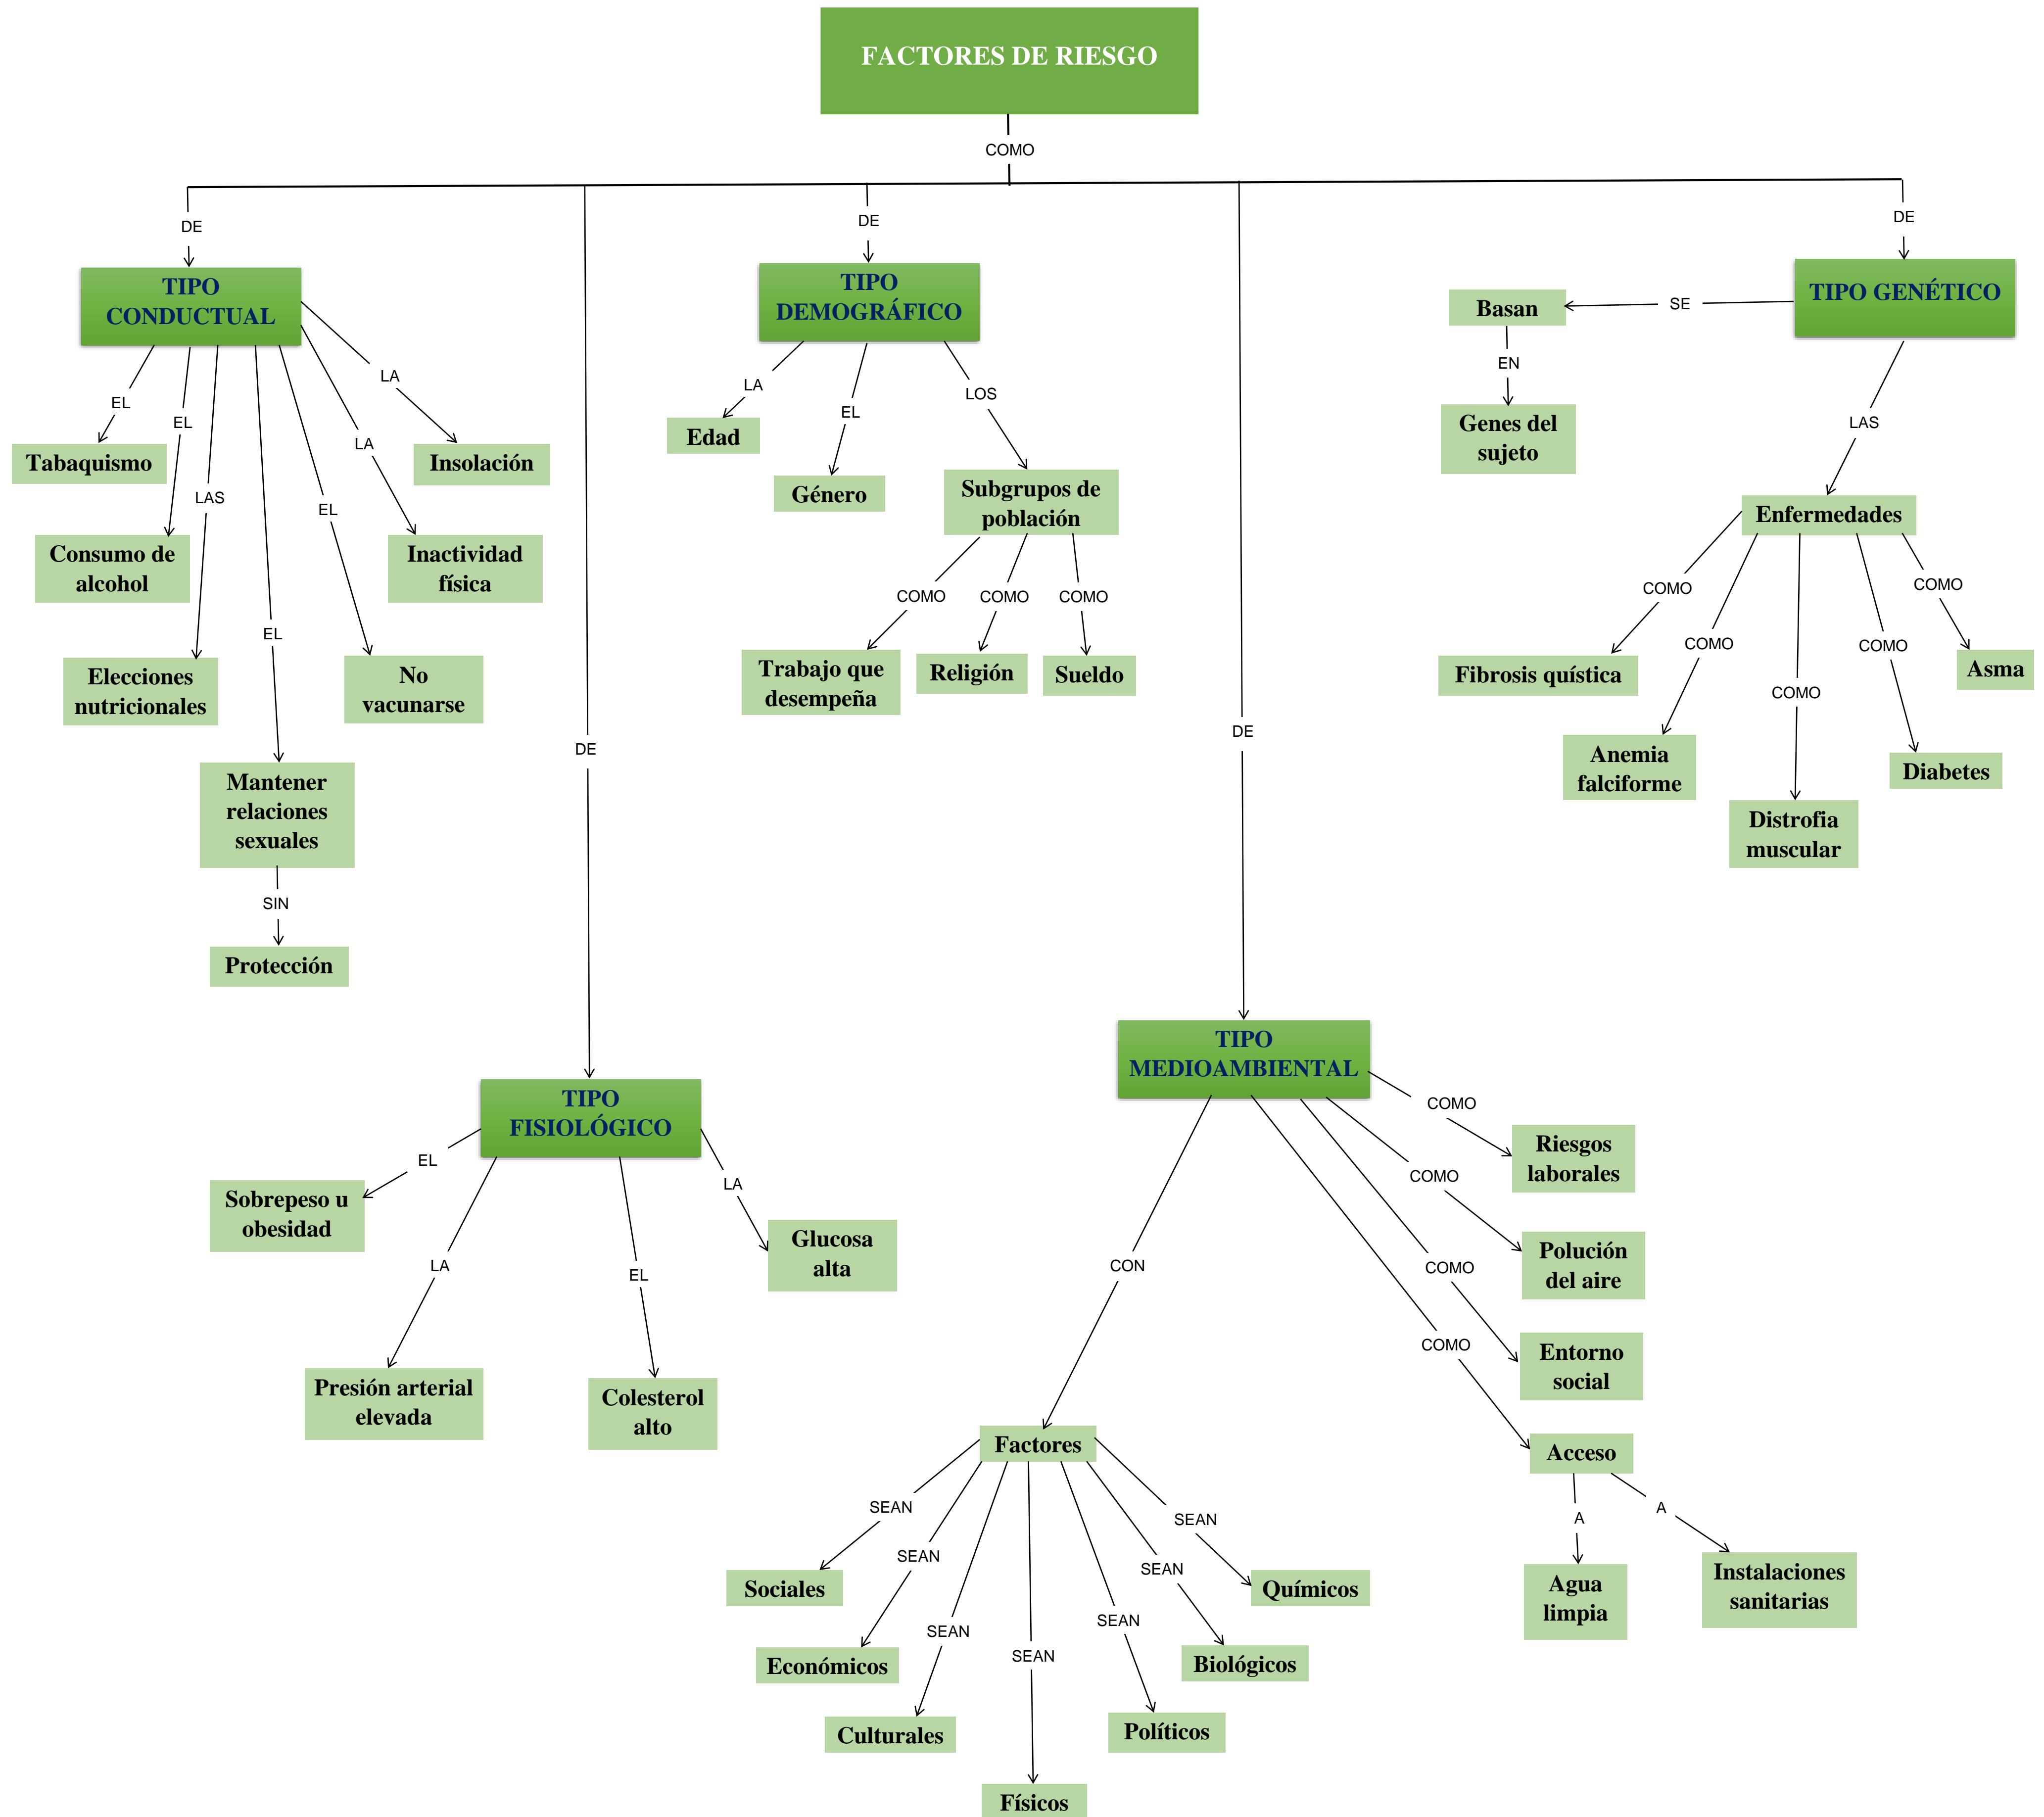 FACTORES DE RIESGO
COMO
DE
DE
DE
DE
DE
TIPO
CONDUCTUAL
EL
Tabaquismo
EL
Consumo de
alcohol
LAS
Elecciones
nutricionales
EL
Mantener
relaciones
sexuales
SIN
Protección
EL
No
vacunarse
LA
Inactividad
física
LA
Insolación
TIPO
FISIOLÓGICO
EL
Sobrepeso u
obesidad
LA
Presión arterial
elevada
EL
Colesterol
alto
LA
Glucosa
alta
TIPO
DEMOGRÁFICO
LA
Edad
EL
Género
LOS
Subgrupos de
población
COMO
Trabajo que
desempeña
COMO
Religión
COMO
Sueldo
TIPO
MEDIOAMBIENTAL
CON
Factores
SEAN
Sociales
SEAN
Económicos
SEAN
Culturales
SEAN
Físicos
SEAN
Políticos
SEAN
Biológicos
SEAN
Químicos
COMO
Acceso
A
Agua
limpia
A
Instalaciones
sanitarias
COMO
Entorno
social
COMO
Polución
del aire
COMO
Riesgos
laborales
TIPO GENÉTICO
SE
Basan
EN
Genes del
sujeto
LAS
Enfermedades
COMO
Fibrosis quística
COMO
Anemia
falciforme
COMO
Distrofia
muscular
COMO
Diabetes
COMO
Asma